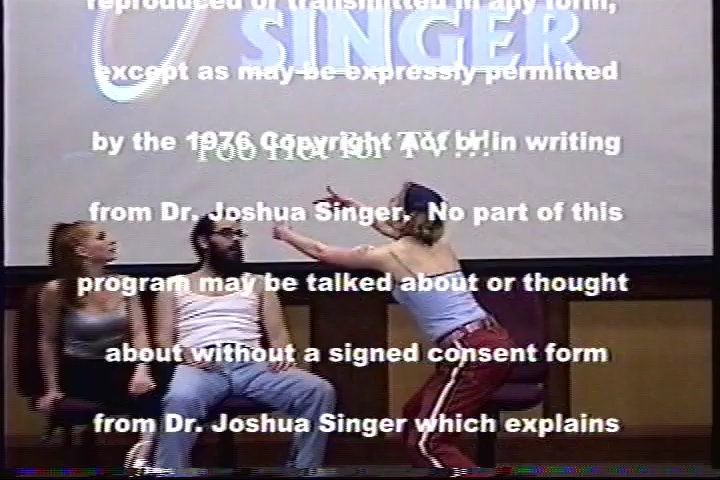 reproduced or transmitted in any form,
SINGER
except as may be expressly permitted
by the 1976 Copyright Act or in writing
Too Hot for TV!!!
from Dr. Joshua Singer.  No part of this
program may be talked about or thought
about without a signed consent form
from Dr. Joshua Singer which explains